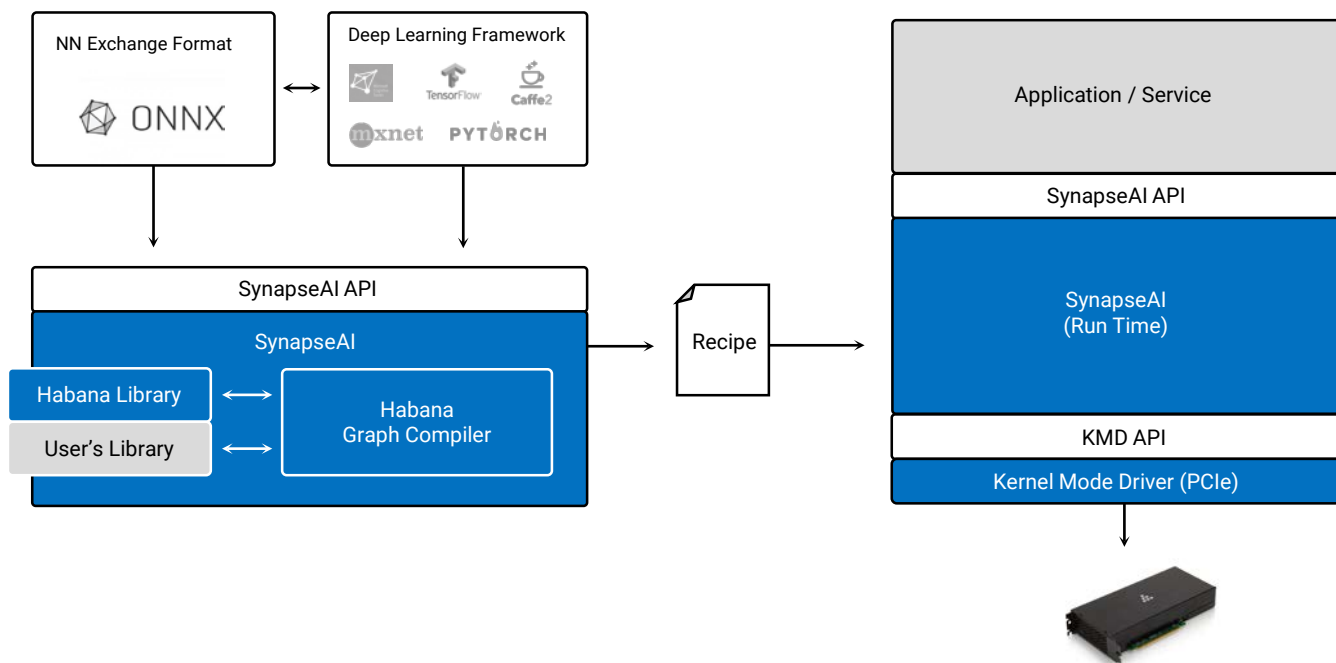 NN Exchange Format
ONNX
Deep Learning Framework
TensorFlow
Caffe2
mxnet
PYTORCH
SynapseAI API
SynapseAI
Habana Library
User's Library
Habana
Graph Compiler
Recipe
Application / Service
SynapseAI API
SynapseAI
(Run Time)
KMD API
Kernel Mode Driver (PCIe)